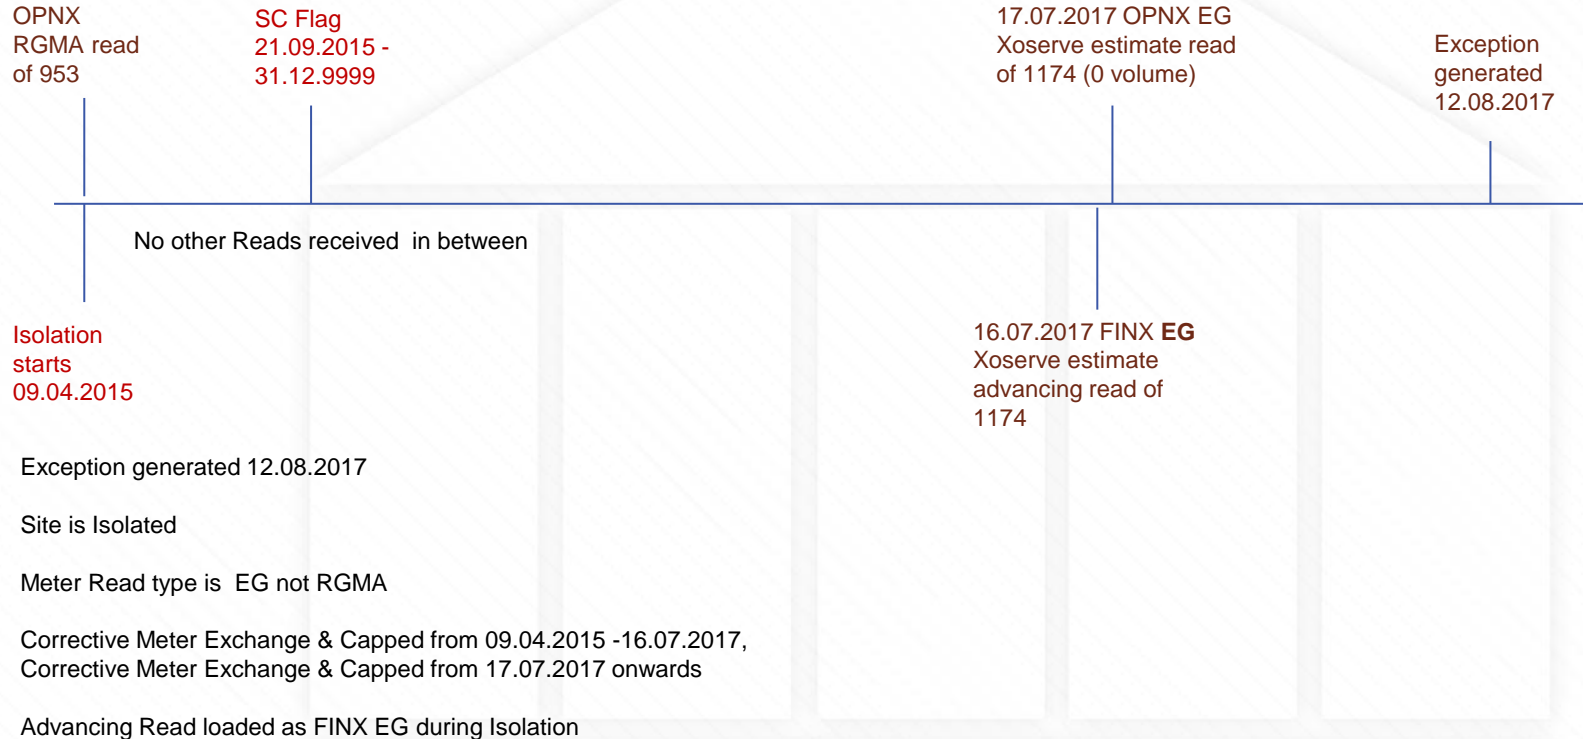 OPNX
RGMA read
of 953
SC Flag
21.09.2015 -
31.12.9999
17.07.2017 OPNX EG
Xoserve estimate read
of 1174 (0 volume)
Exception
generated
12.08.2017
No other Reads received  in between
Isolation
starts
09.04.2015
16.07.2017 FINX EG
Xoserve estimate
advancing read of
1174
Exception generated 12.08.2017
Site is Isolated
Meter Read type is  EG not RGMA
Corrective Meter Exchange & Capped from 09.04.2015 -16.07.2017,
Corrective Meter Exchange & Capped from 17.07.2017 onwards
Advancing Read loaded as FINX EG during Isolation